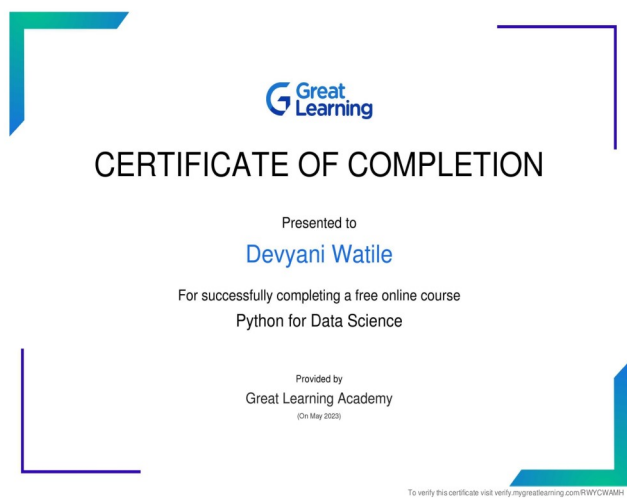 Great
Learning
CERTIFICATE OF COMPLETION
Presented to
Devyani Watile
For successfully completing a free online course
Python for Data Science
Provided by
Great Learning Academy
(On May 2023)
To verify this certificate visit verify.mygreatlearning.com/RWYCWAMH